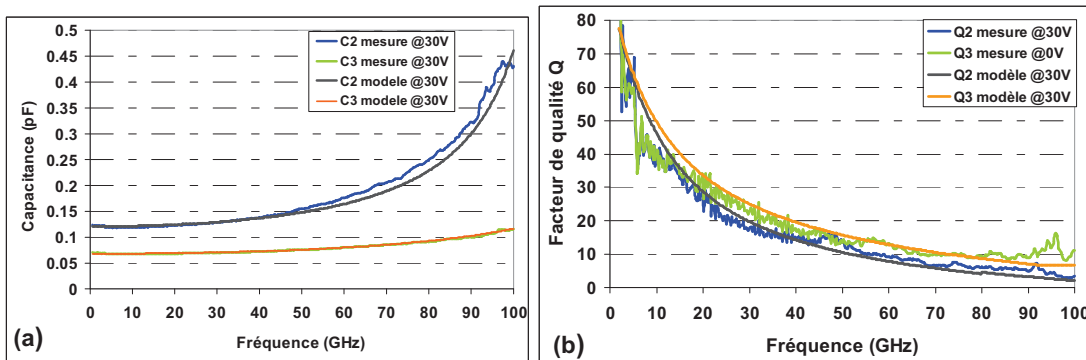 Capacitance (pF)
0.5
0.45
0.4
0.35
0.3
0.25
0.2
0.15
0.1
0.05
0
C2 mesure @30V
C3 mesure @30V
C2 modele @30V
C3 modele @30V
0 10 20 30 40 50 60 70 80 90 100
Fréquence (GHz)
(a)
Facteur de qualité Q
80
70
60
50
40
30
20
10
0
Q2 mesure @30V
Q3 mesure @0V
Q2 modèle @30V
Q3 modèle @30V
0 10 20 30 40 50 60 70 80 90 100
Fréquence (GHz)
(b)